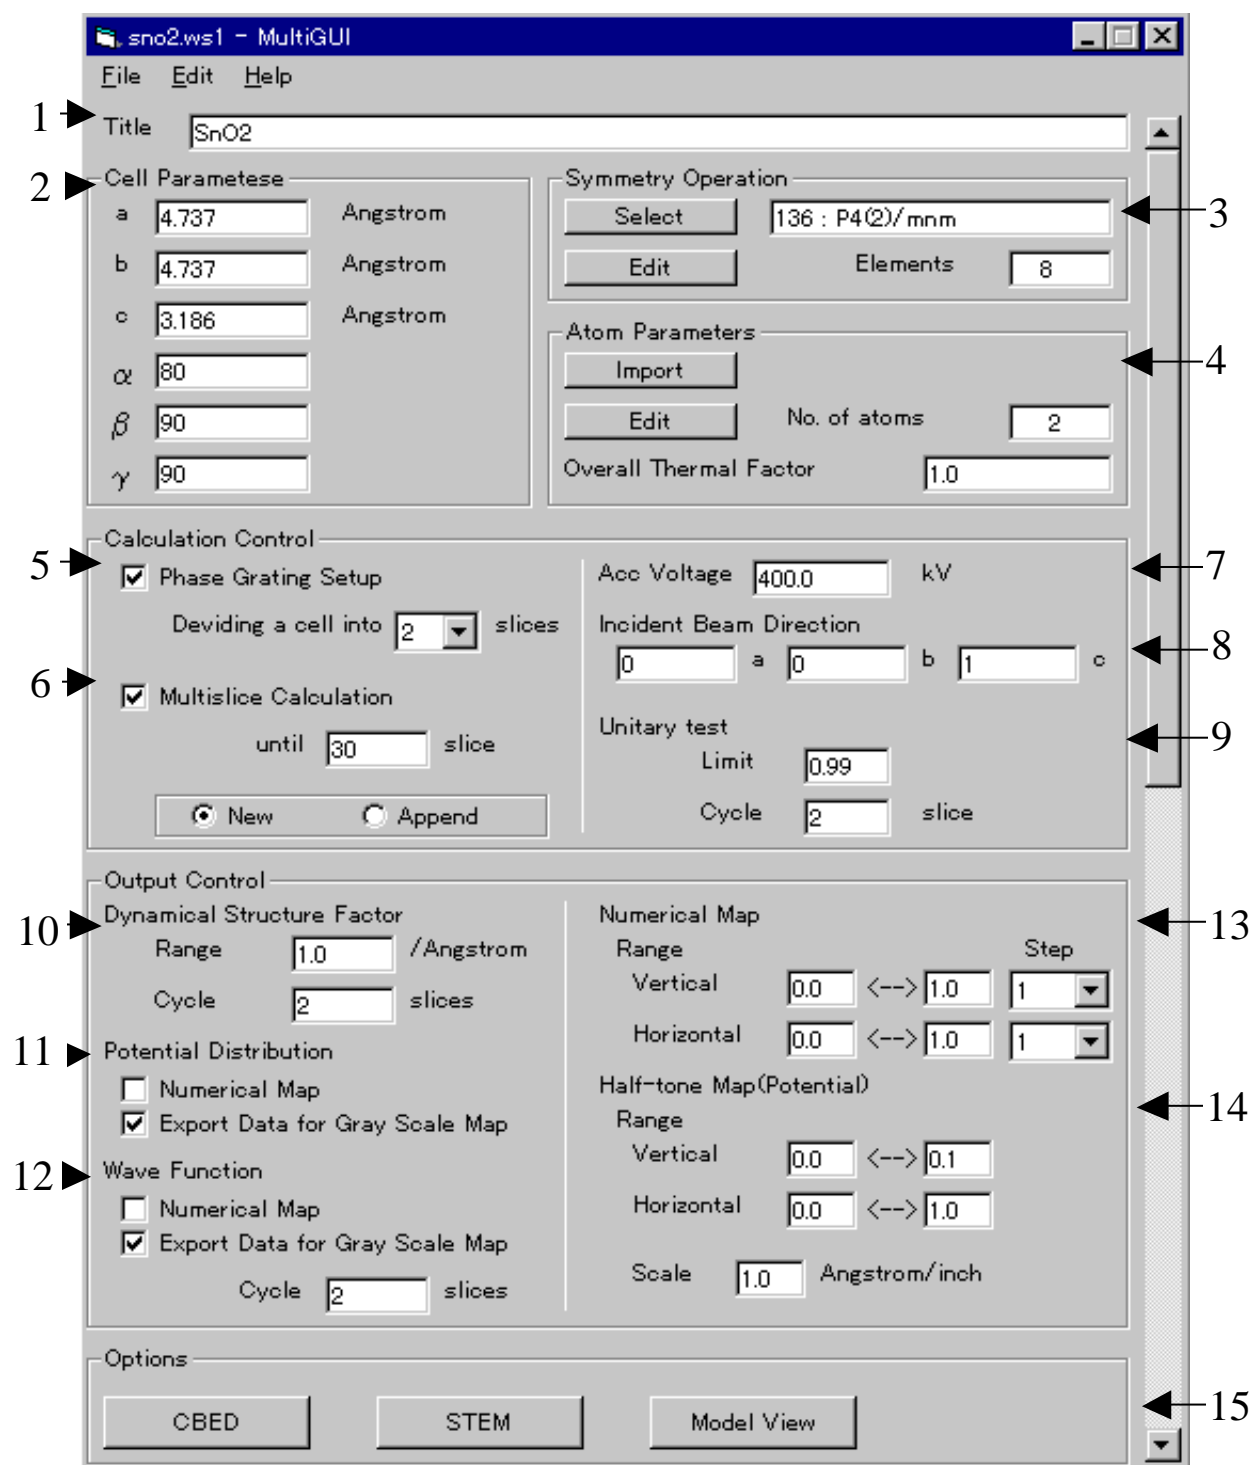 sno2.ws1 - MultiGUI
File Edit Help
1 Title SnO2
2 Cell Parametese
a 4.737 Angstrom
b 4.737 Angstrom
c 3.186 Angstrom
α 80
β 90
γ 90
Symmetry Operation
Select 136 : P4(2)/mnm 3
Edit Elements 8
Atom Parameters
Import 4
Edit No. of atoms 2
Overall Thermal Factor 1.0
Calculation Control
5 Phase Grating Setup
Deviding a cell into 2 slices
6 Multislice Calculation
until 30 slice
New Append
Acc Voltage 400.0 kV 7
Incident Beam Direction
0 a 0 b 1 c 8
Unitary test 9
Limit 0.99
Cycle 2 slice
Output Control
10 Dynamical Structure Factor
Range 1.0 /Angstrom
Cycle 2 slices
11 Potential Distribution
Numerical Map
Export Data for Gray Scale Map
12 Wave Function
Numerical Map
Export Data for Gray Scale Map
Cycle 2 slices
Numerical Map 13
Range Step
Vertical 0.0 <--> 1.0 1
Horizontal 0.0 <--> 1.0 1
Half-tone Map(Potential) 14
Range
Vertical 0.0 <--> 0.1
Horizontal 0.0 <--> 1.0
Scale 1.0 Angstrom/inch
Options
CBED STEM Model View 15